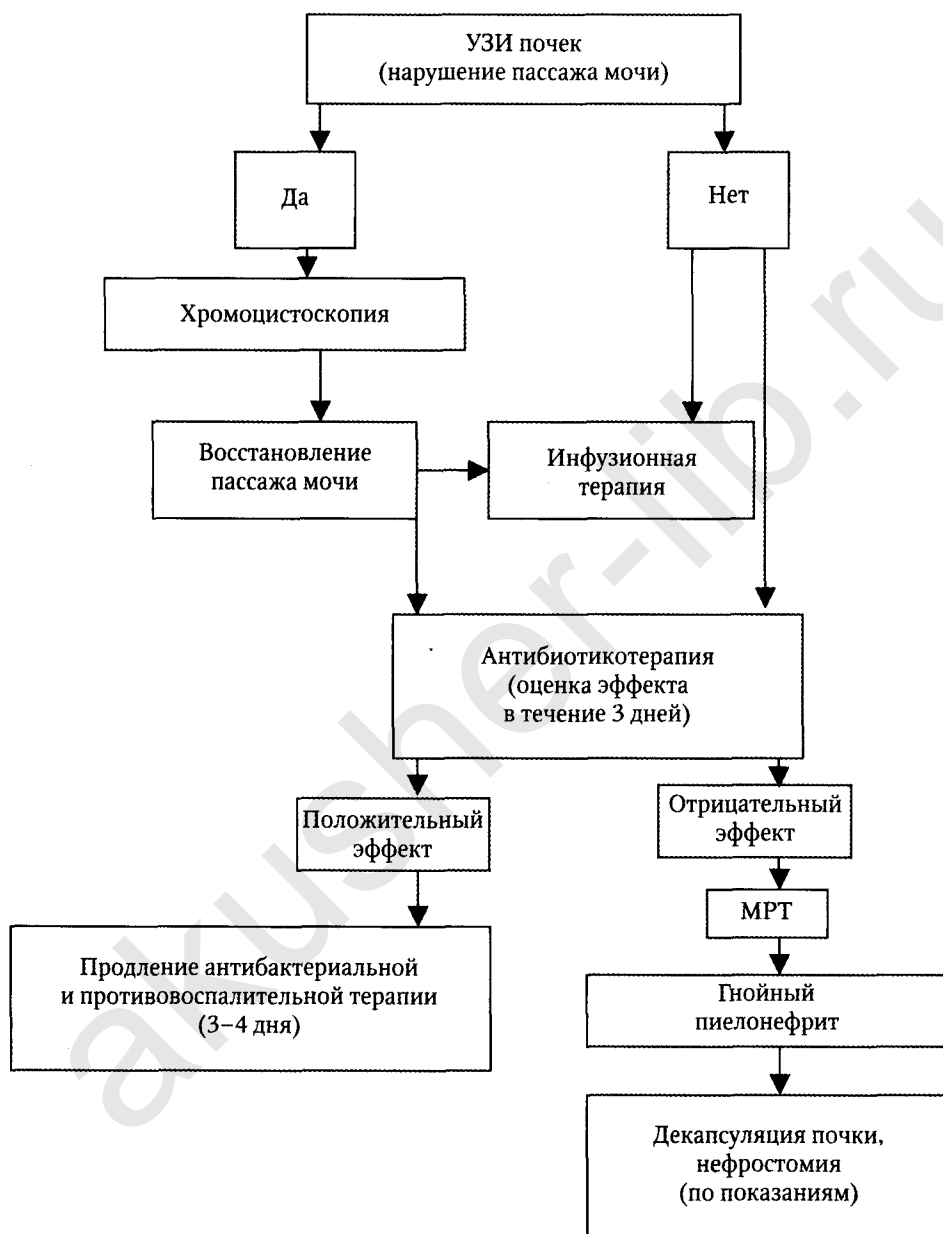 УЗИ почек
(нарушение пассажа мочи)
Да
Нет
Хромоцистоскопия
Восстановление
пассажа мочи
Инфузионная
терапия
Антибиотикотерапия
(оценка эффекта
в течение 3 дней)
Положительный
эффект
Отрицательный
эффект
МРТ
Продление антибактериальной
и противовоспалительной терапии
(3–4 дня)
Гнойный
пиелонефрит
Декапсуляция почки,
нефростомия
(по показаниям)
akusher-lib.ru